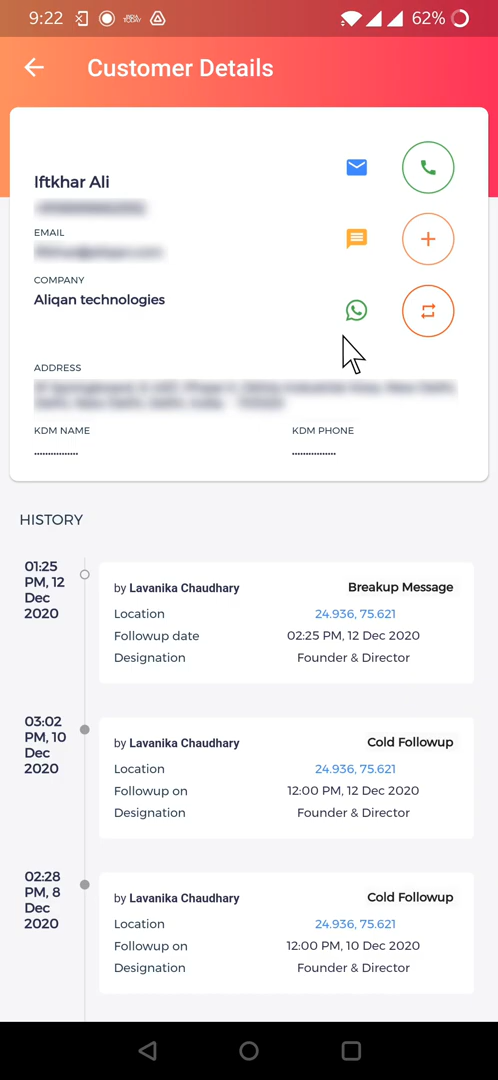 9:22
62%
Customer Details
Iftkhar Ali
EMAIL
COMPANY
Aliqan technologies
ADDRESS
KDM NAME
KDM PHONE
...............
...............
HISTORY
01:25
PM, 12
Dec
2020
by Lavanika Chaudhary
Breakup Message
Location
24.936, 75.621
Followup date
02:25 PM, 12 Dec 2020
Designation
Founder & Director
03:02
PM, 10
Dec
2020
by Lavanika Chaudhary
Cold Followup
Location
24.936, 75.621
Followup on
12:00 PM, 12 Dec 2020
Designation
Founder & Director
02:28
PM, 8
Dec
2020
by Lavanika Chaudhary
Cold Followup
Location
24.936, 75.621
Followup on
12:00 PM, 10 Dec 2020
Designation
Founder & Director